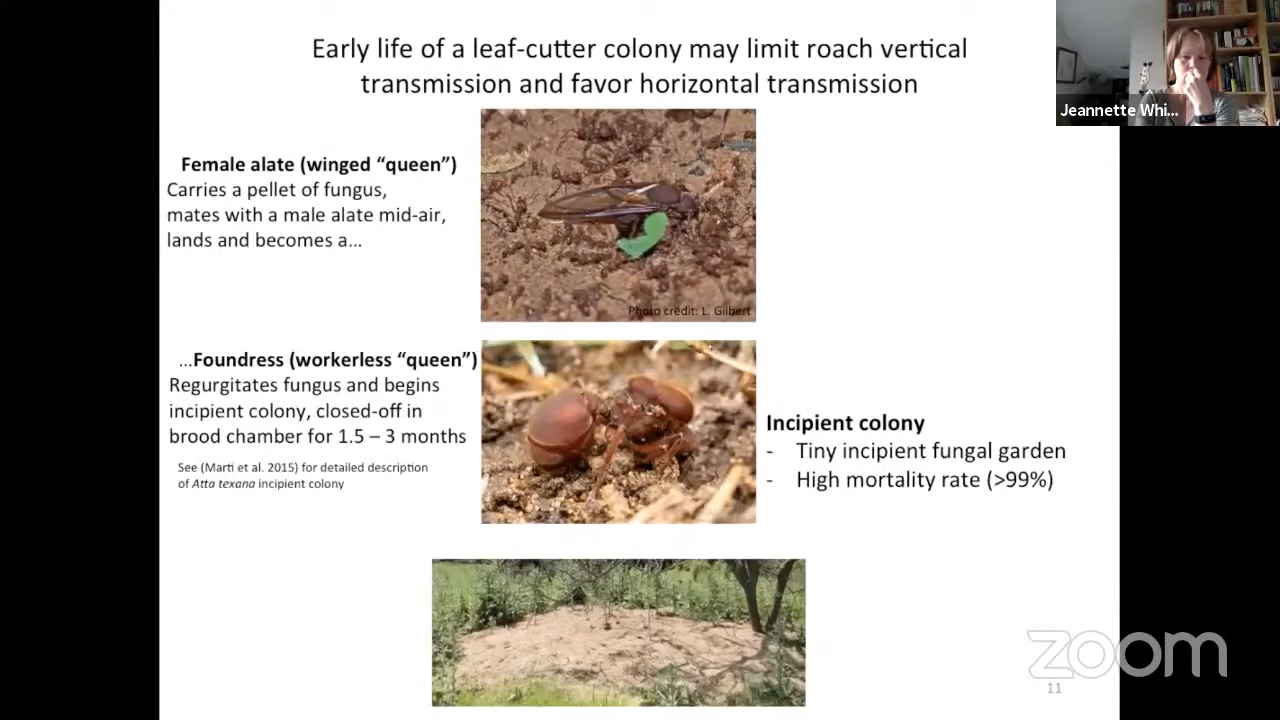 Early life of a leaf-cutter colony may limit roach vertical
transmission and favor horizontal transmission
Jeannette Whi...
Female alate (winged “queen”)
Carries a pellet of fungus,
mates with a male alate mid-air,
lands and becomes a...
Photo credit: L. Gilbert
...Foundress (workerless “queen”)
Regurgitates fungus and begins
incipient colony, closed-off in
brood chamber for 1.5 – 3 months
See (Marti et al. 2015) for detailed description
of Atta texana incipient colony
Incipient colony
- Tiny incipient fungal garden
- High mortality rate (>99%)
zoom
11